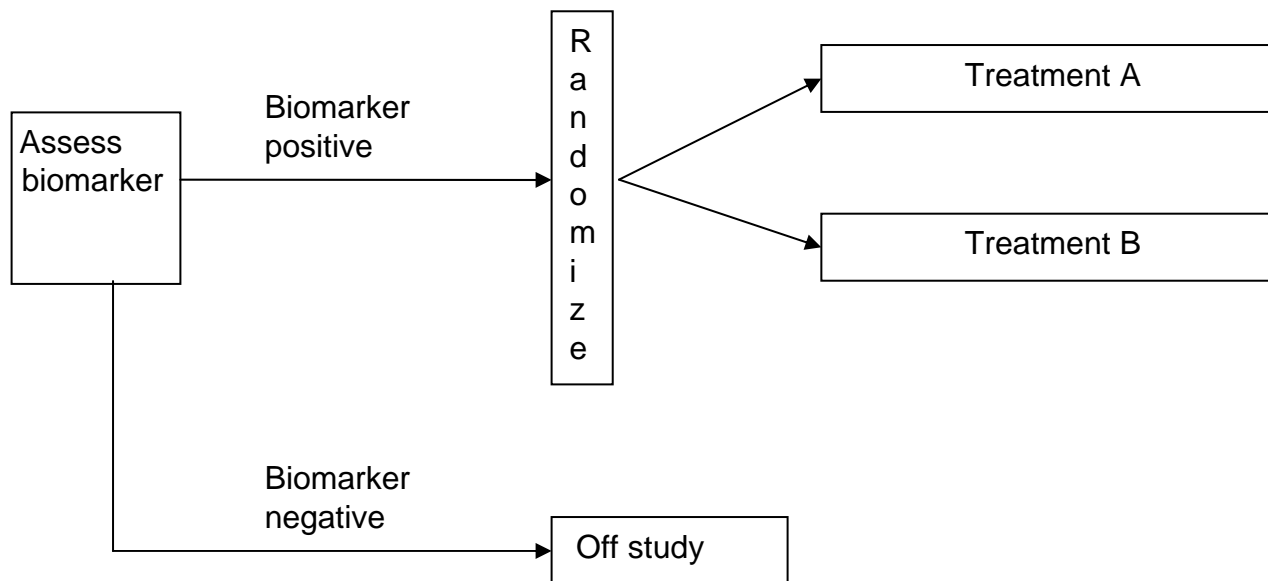 Assess
biomarker
Biomarker
positive
R
a
n
d
o
m
i
z
e
Treatment A
Treatment B
Biomarker
negative
Off study